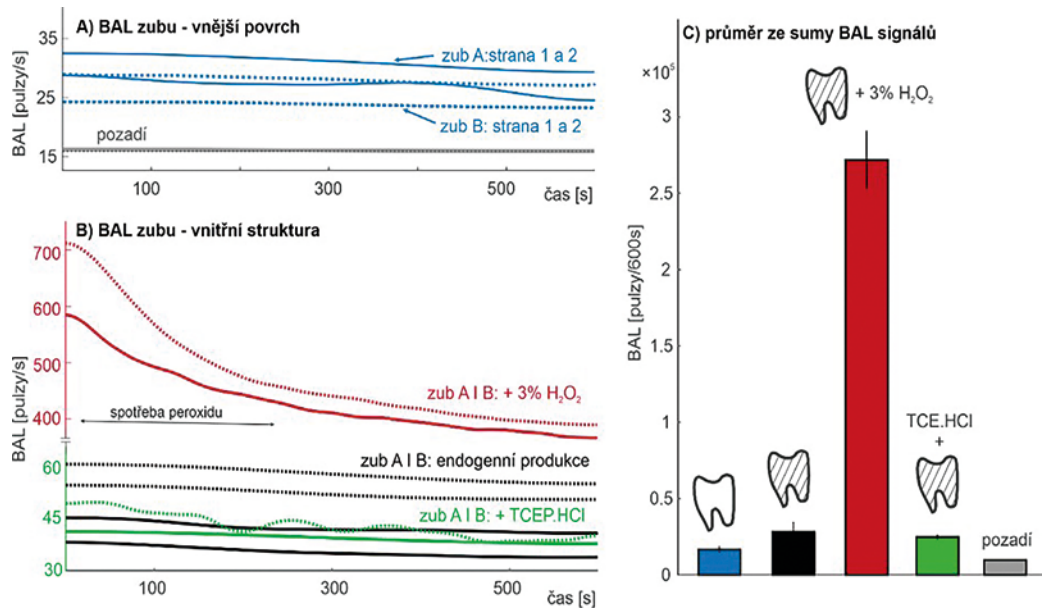 A) BAL zubu - vnější povrch
35
25
15
BAL [pulzy/s]
zub A:strana 1 a 2
zub B: strana 1 a 2
pozadí
100
300
500
čas [s]
B) BAL zubu - vnitřní struktura
700
600
500
400
60
45
30
BAL [pulzy/s]
zub A I B: + 3% H₂O₂
spotřeba peroxidu
zub A I B: endogenní produkce
zub A I B: + TCEP.HCl
100
300
500
čas [s]
C) průměr ze sumy BAL signálů
×10⁵
3
2.5
2
1.5
1
0.5
0
BAL [pulzy/600s]
+ 3% H₂O₂
TCE.HCl
+
pozadí